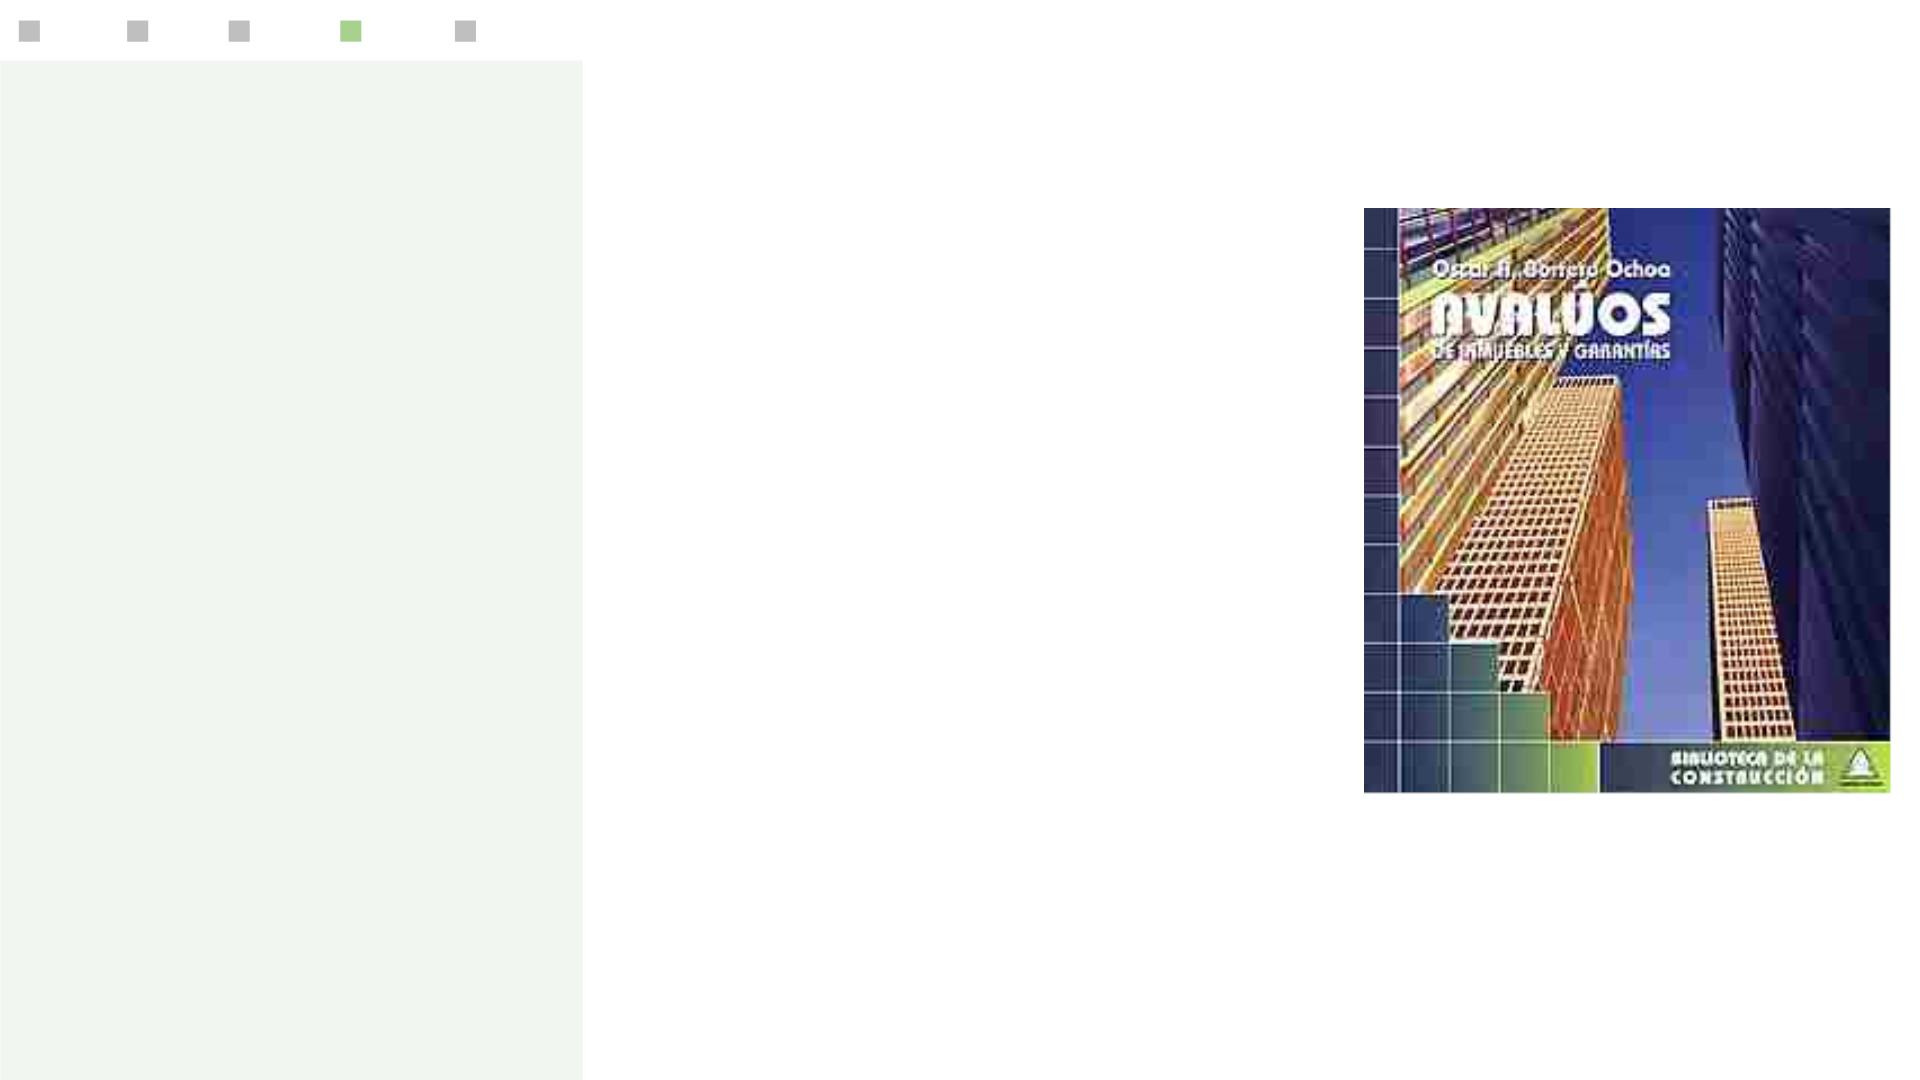 Oscar A. Borrero Ochoa
AVALÚOS
DE INMUEBLES Y GARANTÍAS
BIBLIOTECA DE LA
CONSTRUCCIÓN